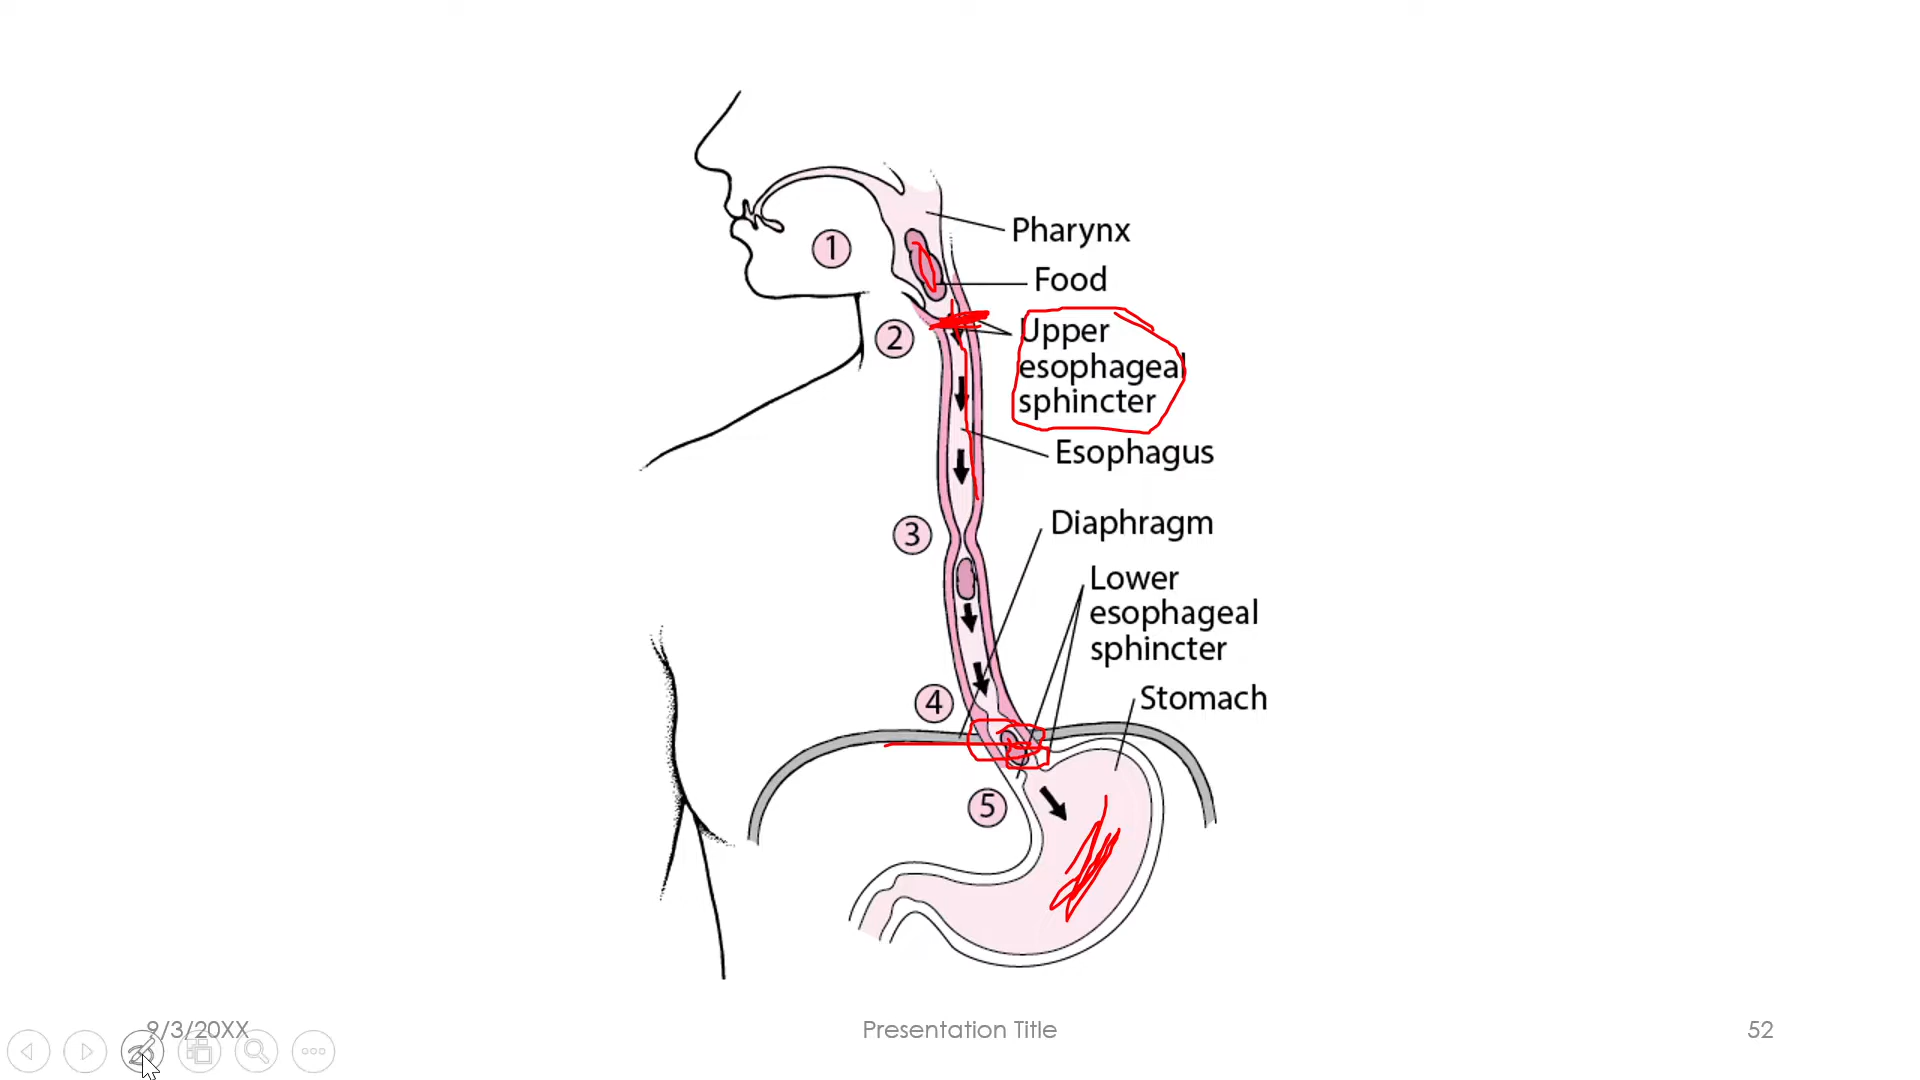 1
Pharynx
Food
2
Upper
esophageal
sphincter
Esophagus
3
Diaphragm
Lower
esophageal
sphincter
4
Stomach
5
9/3/20XX
Presentation Title
52